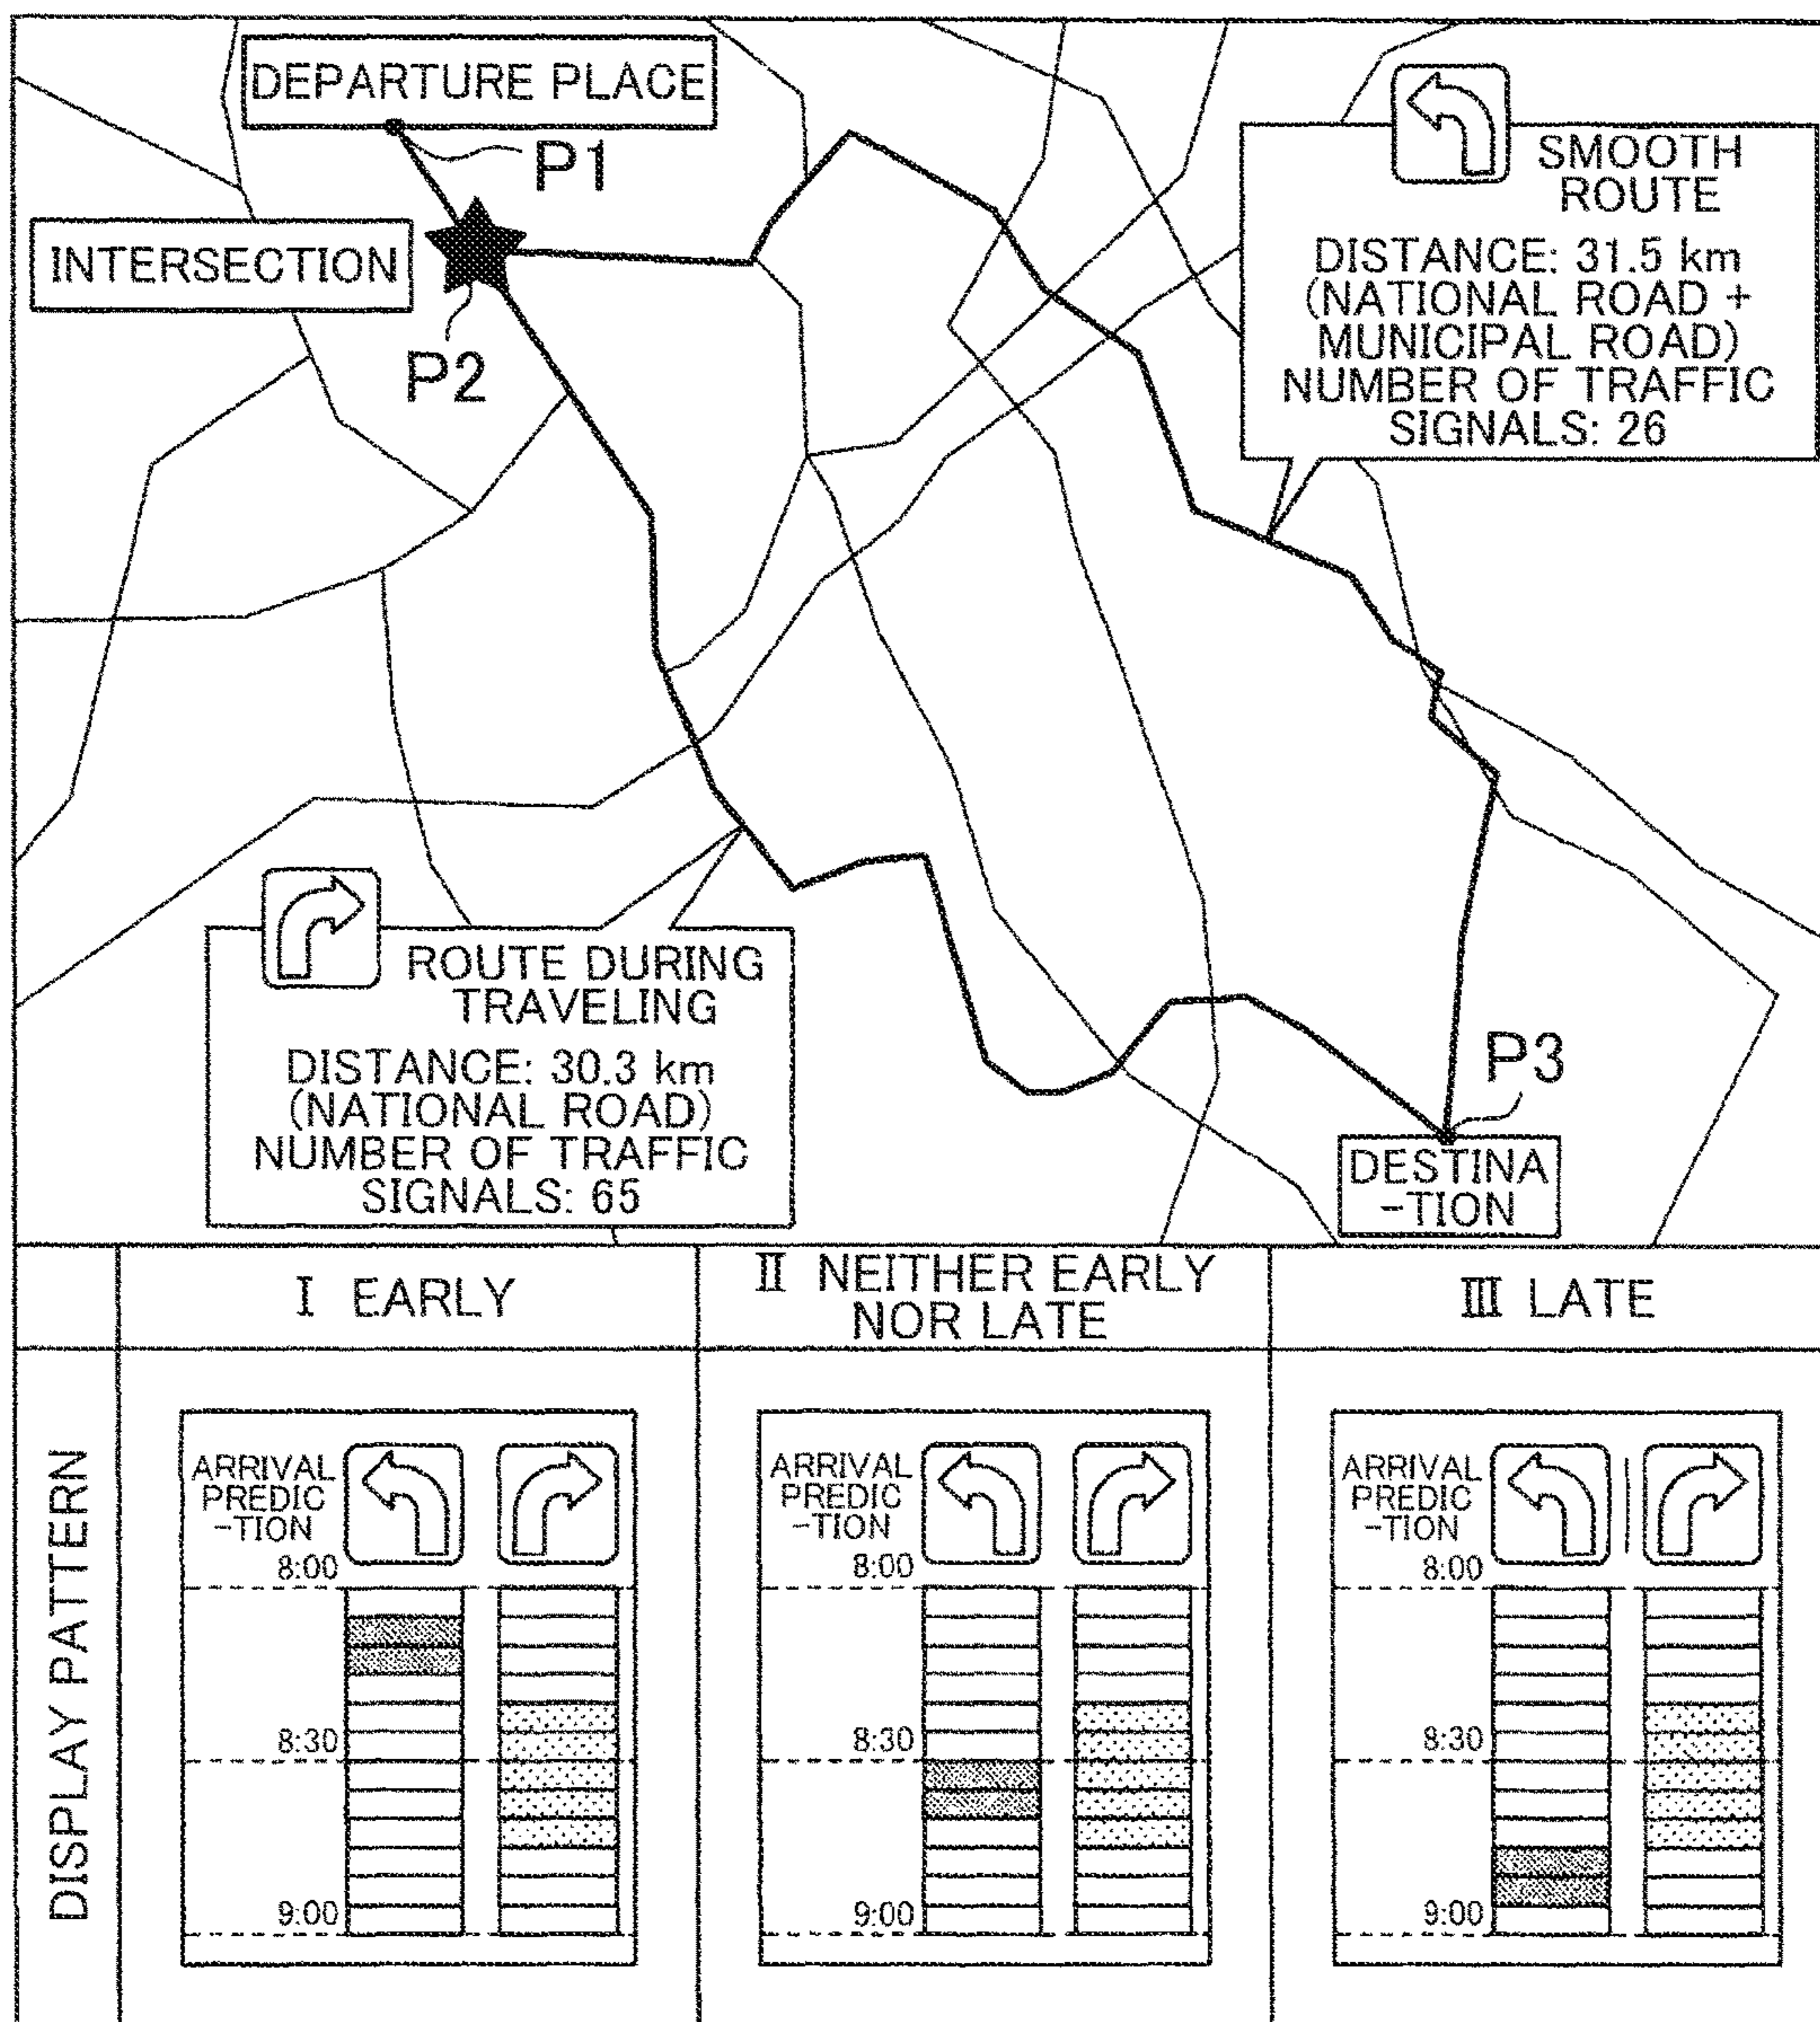 DEPARTURE PLACE
P1
INTERSECTION
P2
SMOOTH
ROUTE
DISTANCE: 31.5 km
(NATIONAL ROAD +
MUNICIPAL ROAD)
NUMBER OF TRAFFIC
SIGNALS: 26
ROUTE DURING
TRAVELING
DISTANCE: 30.3 km
(NATIONAL ROAD)
NUMBER OF TRAFFIC
SIGNALS: 65
P3
DESTINA
-TION
I EARLY
II NEITHER EARLY
NOR LATE
III LATE
DISPLAY PATTERN
ARRIVAL
PREDIC
-TION
8:00
8:30
9:00
ARRIVAL
PREDIC
-TION
8:00
8:30
9:00
ARRIVAL
PREDIC
-TION
8:00
8:30
9:00